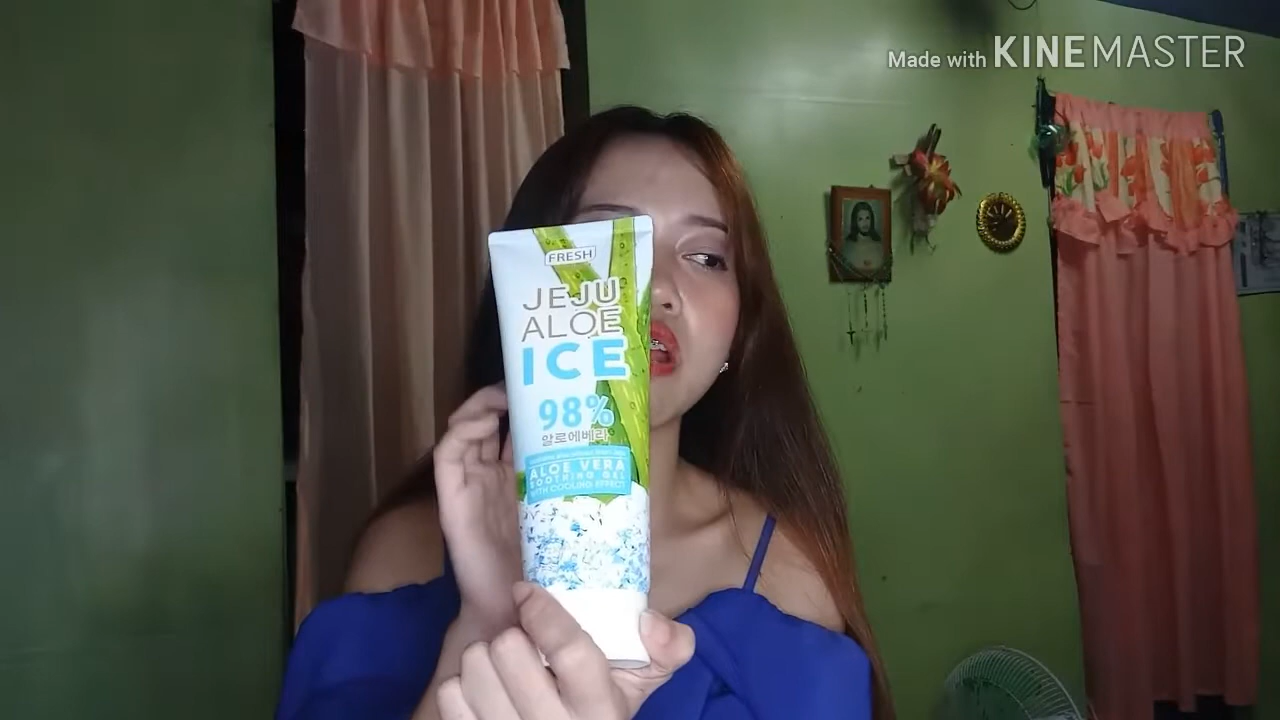 Made with KINEMASTER
FRESH
JEJU
ALOE
ICE
98%
알로에베라
ALOE VERA
SOOTHING GEL
WITH COOLING EFFECT